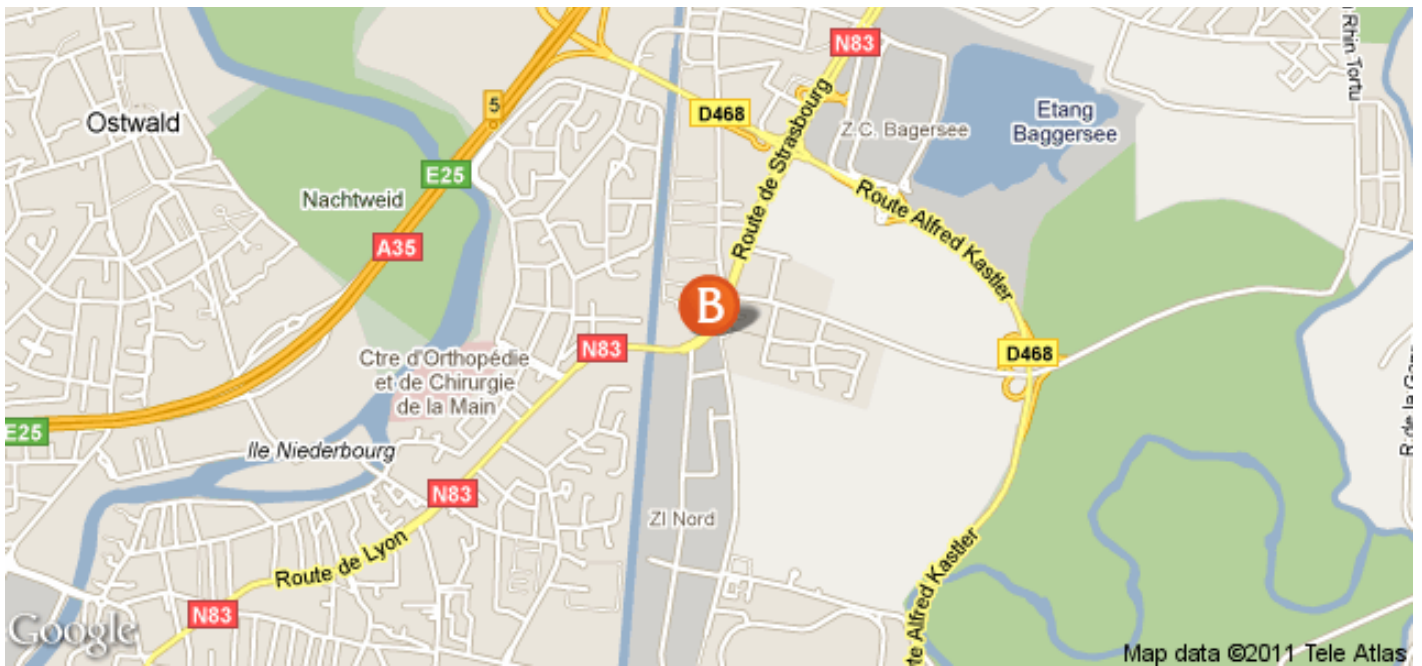 N83
Rhin Tortu
5
D468
Etang
Baggersee
Ostwald
Z.C. Bagersee
E25
Nachtweid
Route de Strasbourg
Route Alfred Kastler
A35
B
N83
D468
Ctre d'Orthopédie
et de Chirurgie
de la Main
E25
Ile Niederbourg
N83
ZI Nord
Route de Lyon
Alfred Kastler
N83
Google
Map data ©2011 Tele Atlas